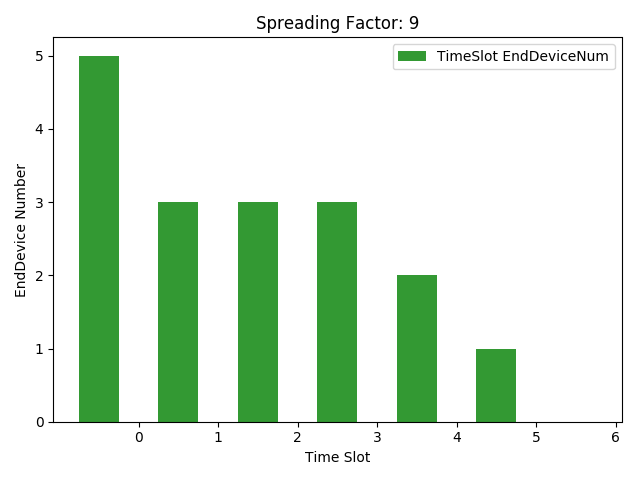 Spreading Factor: 9
TimeSlot EndDeviceNum
EndDevice Number
5
4
3
2
1
0
0 1 2 3 4 5 6
Time Slot